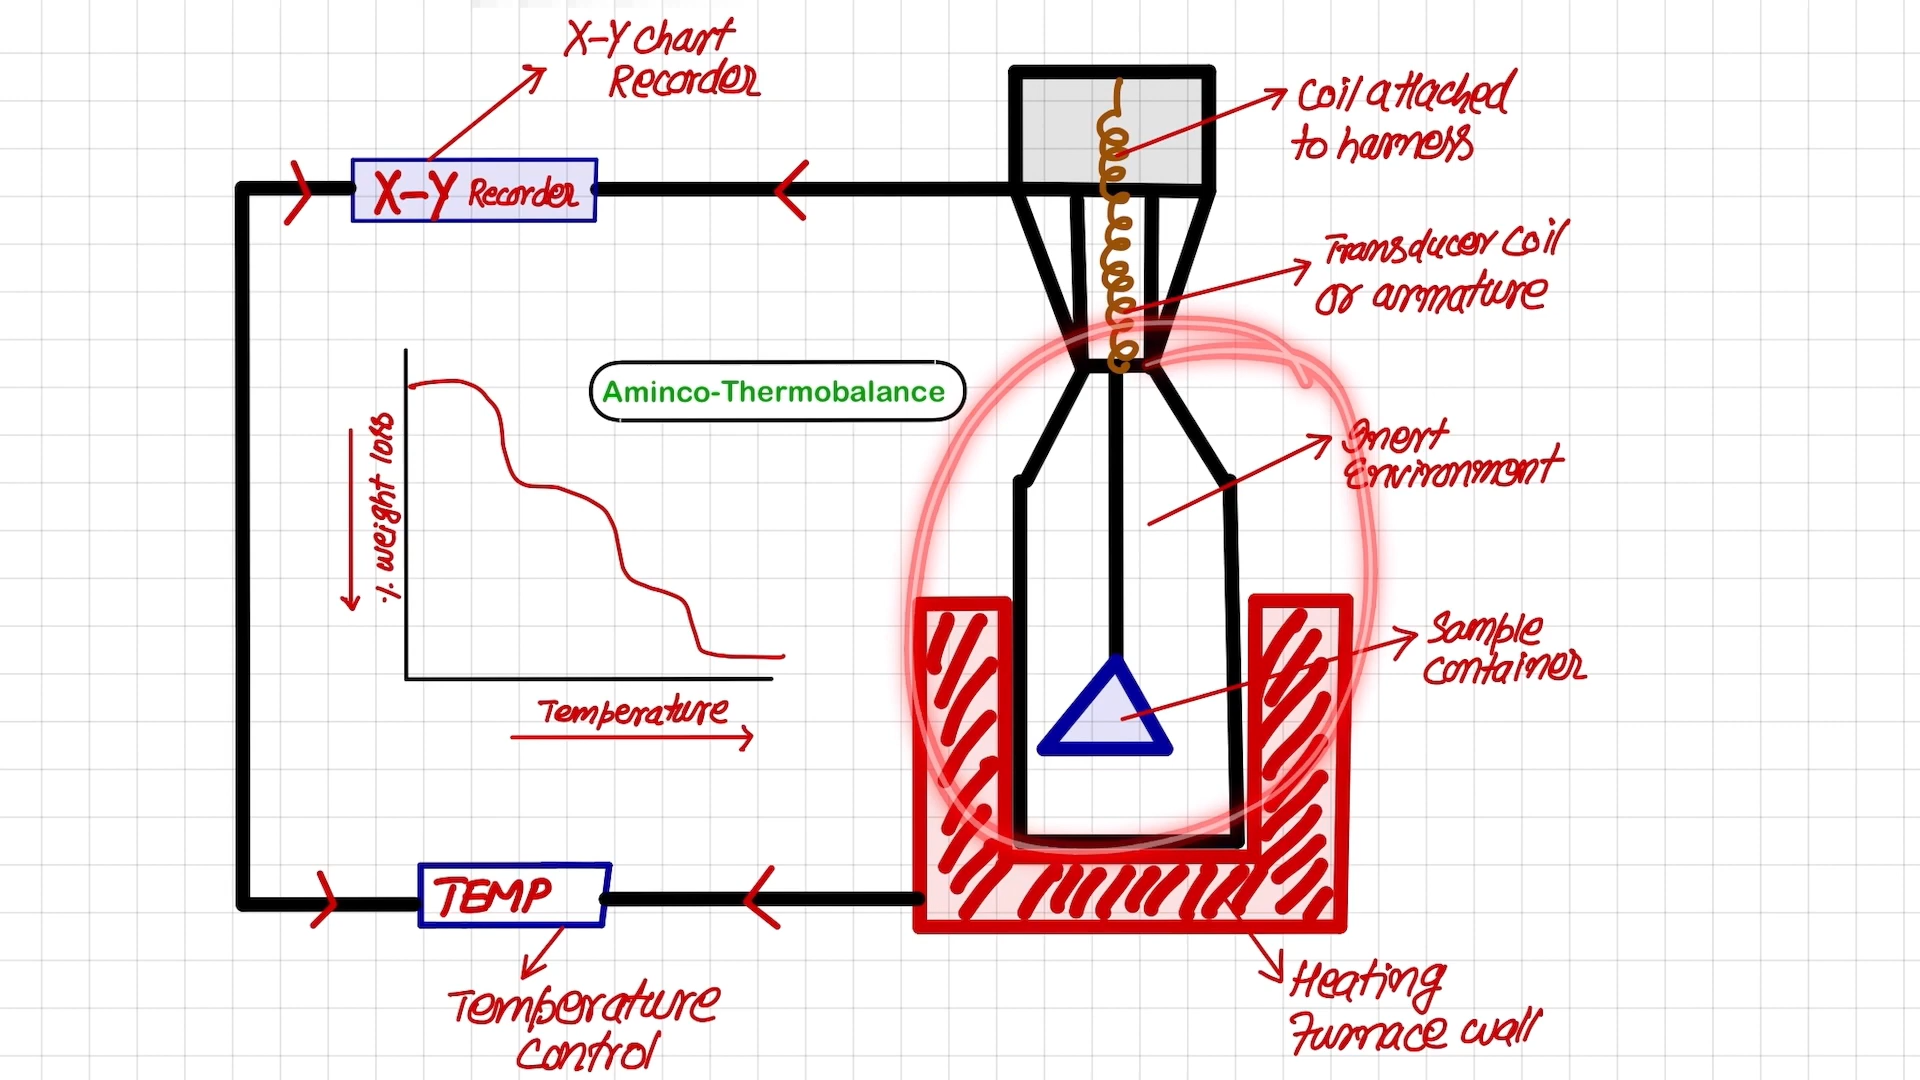 X-Y chart
Recorder
X-Y Recorder
Coil attached
to harness
Transducer coil
or armature
Aminco-Thermobalance
% weight loss
Inert
Environment
Temperature
Sample
container
TEMP
Temperature
control
Heating
Furnace wall